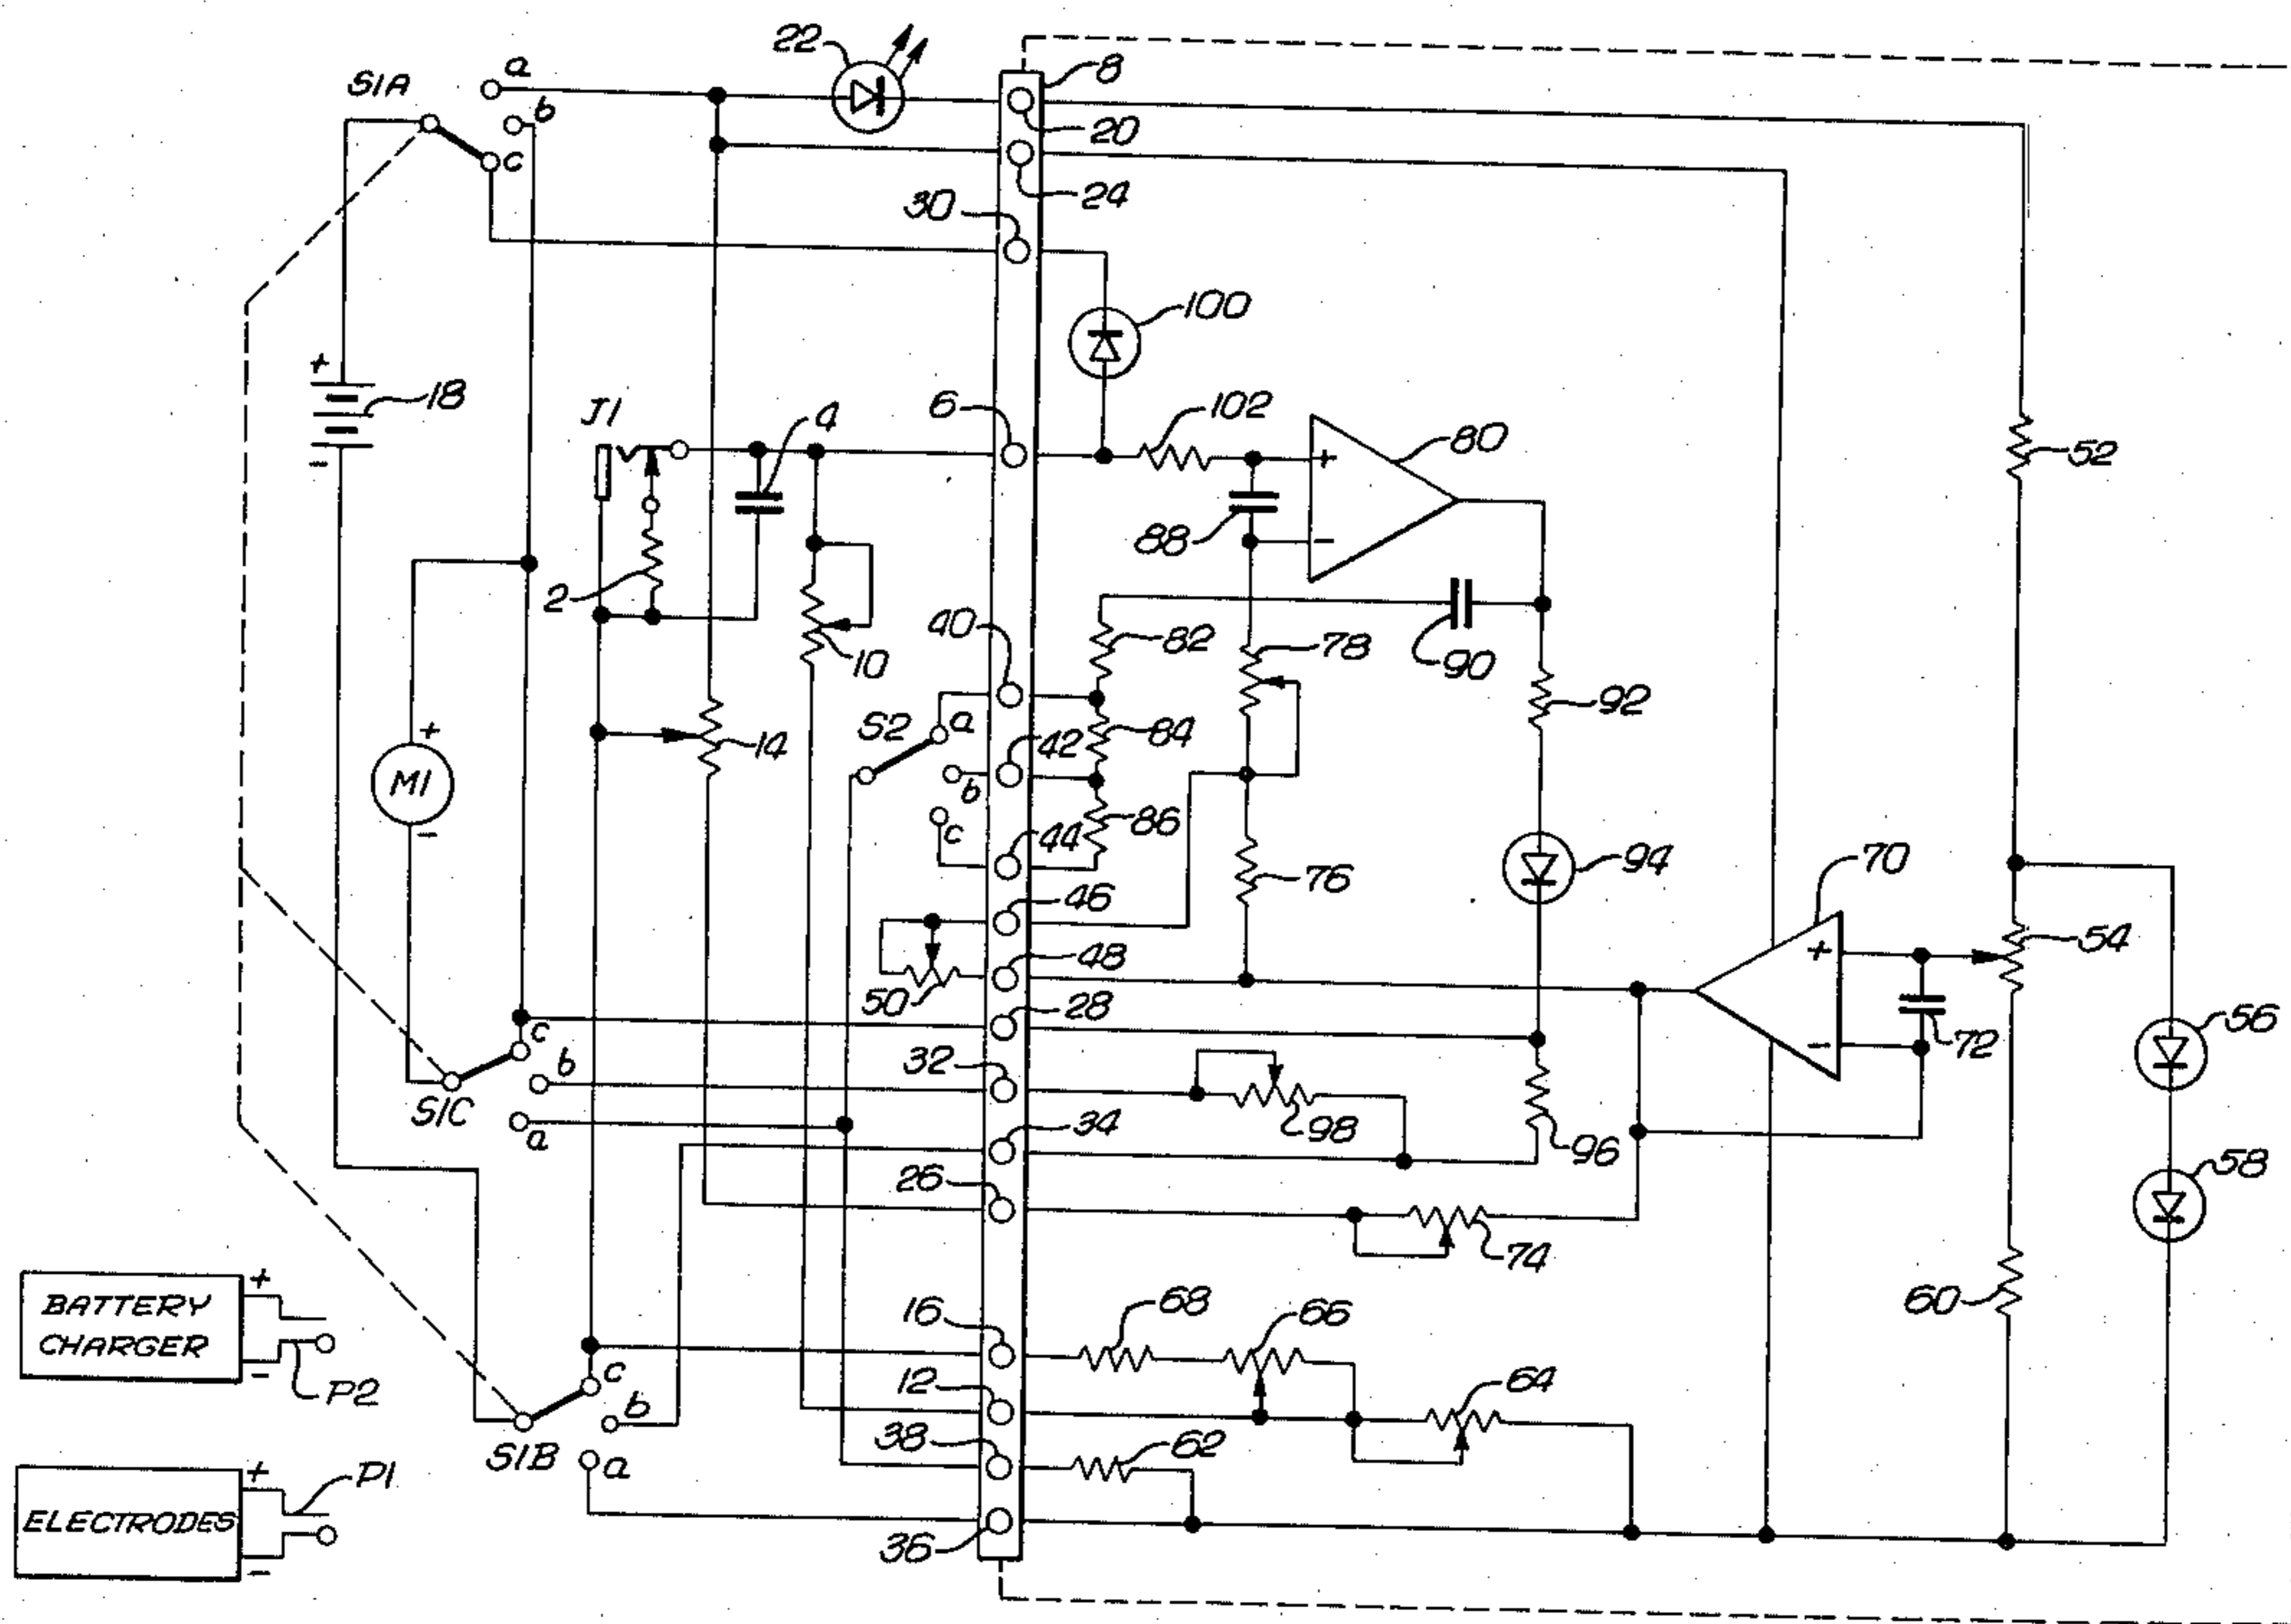 22
8
S1A
a
b
c
20
24
30
100
+
18
-
J1
4
6
102
80
+
-
88
52
2
10
40
82
78
90
92
14
S2
a
42
84
b
c
44
86
+
M1
-
76
94
70
46
48
50
28
+
-
54
72
56
c
b
S1C
a
32
98
34
96
26
58
74
60
BATTERY
CHARGER
+
-
P2
16
68
66
12
64
c
b
S1B
a
38
62
36
ELECTRODES
+
-
P1